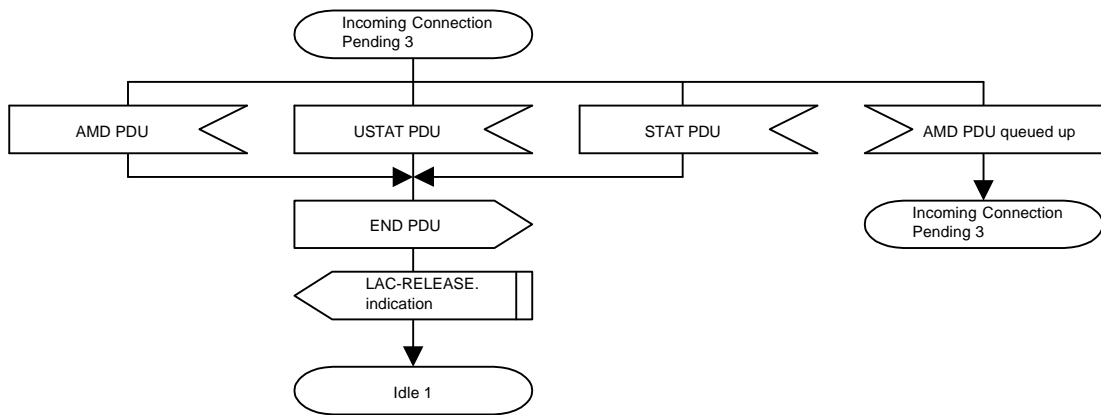 Incoming Connection
Pending 3
AMD PDU
USTAT PDU
STAT PDU
AMD PDU queued up
END PDU
Incoming Connection
Pending 3
LAC-RELEASE.
indication
Idle 1